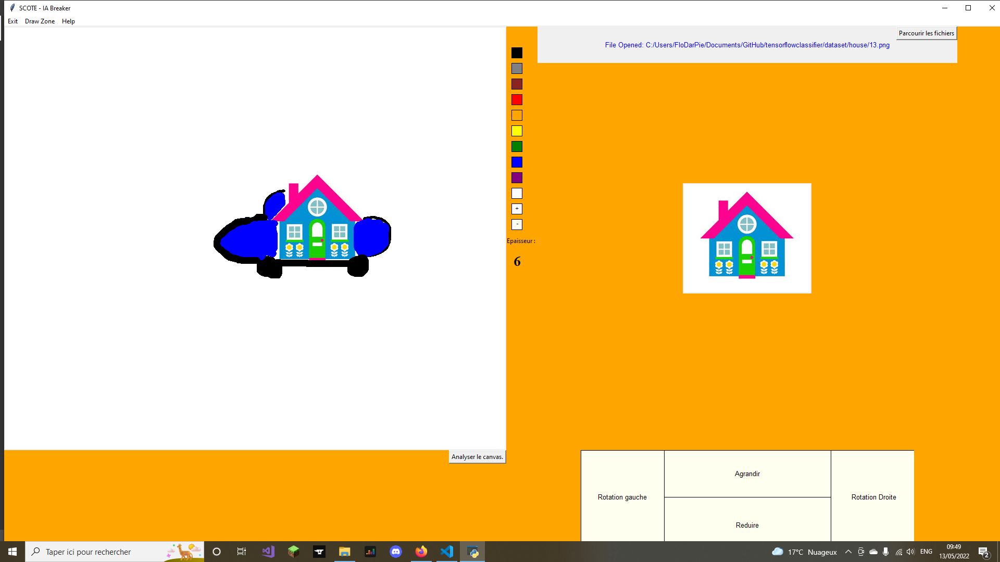 SCOTE - IA Breaker
Exit Draw Zone Help
Parcourir les fichiers
File Opened: C:/Users/FloDarPie/Documents/GitHub/tensorflowclassifier/dataset/house/13.png
+
-
Epaisseur :
6
Analyser le canvas.
Agrandir
Rotation gauche
Rotation Droite
Reduire
Taper ici pour rechercher
17°C Nuageux
ENG
09:49
13/05/2022
2